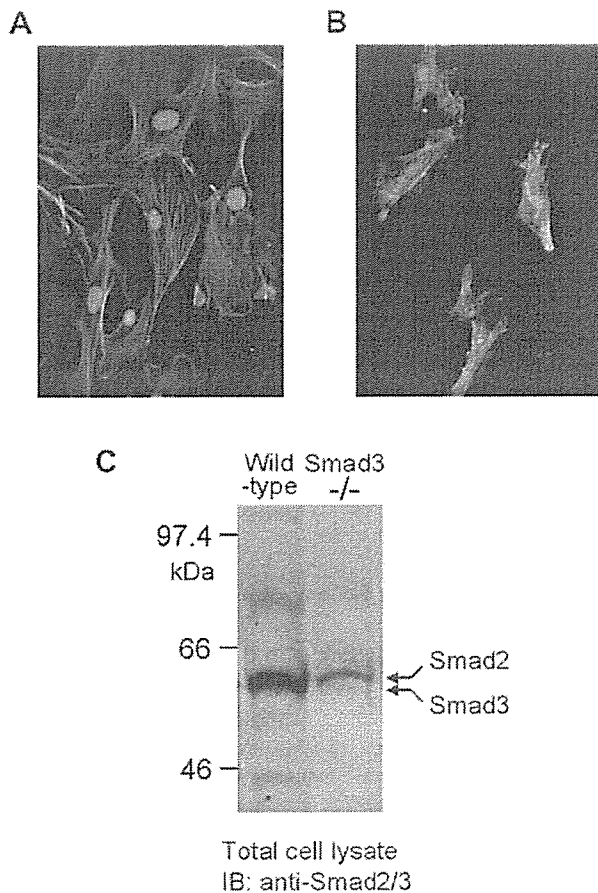 A
B
C
Wild Smad3
-type -/-
97.4
kDa
66
Smad2
Smad3
46
Total cell lysate
IB: anti-Smad2/3